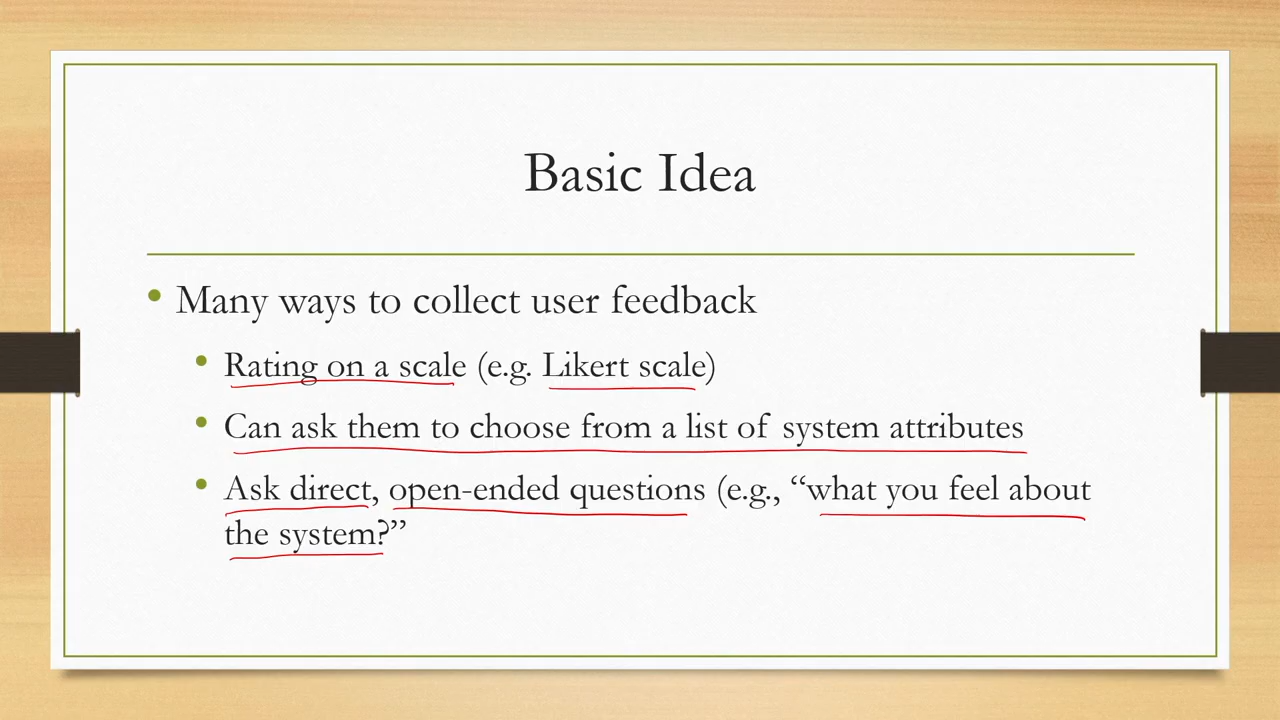 Basic Idea
• Many ways to collect user feedback
• Rating on a scale (e.g. Likert scale)
• Can ask them to choose from a list of system attributes
• Ask direct, open-ended questions (e.g., “what you feel about
the system?”